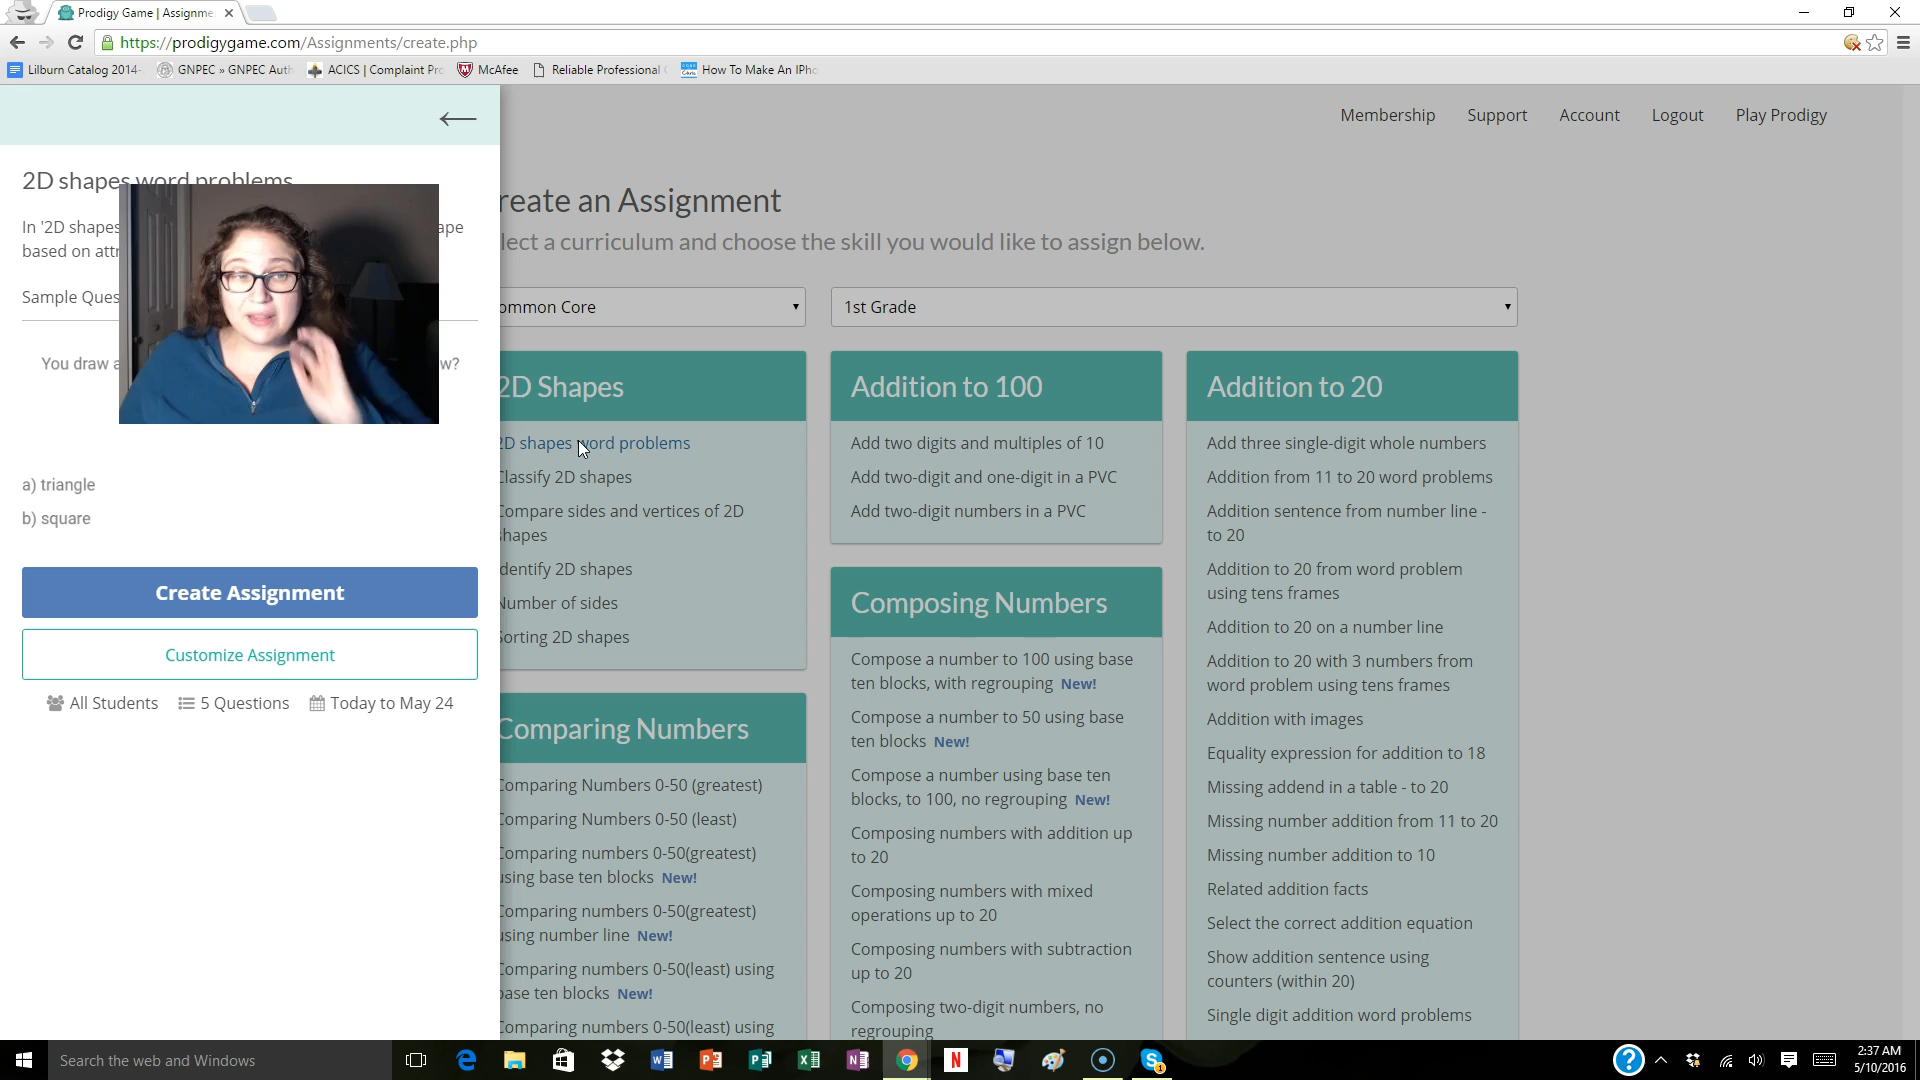 Prodigy Game | Assignme
https://prodigygame.com/Assignments/create.php
Lilburn Catalog 2014-
GNPEC » GNPEC Auth
ACICS | Complaint Pro
McAfee
Reliable Professional
How To Make An IPho
Membership
Support
Account
Logout
Play Prodigy
2D shapes word problems
In '2D shapes
ape
based on attr
Sample Ques
You draw a
w?
a) triangle
b) square
Create Assignment
Customize Assignment
All Students
5 Questions
Today to May 24
reate an Assignment
lect a curriculum and choose the skill you would like to assign below.
ommon Core
1st Grade
2D Shapes
2D shapes word problems
Classify 2D shapes
Compare sides and vertices of 2D
shapes
Identify 2D shapes
Number of sides
Sorting 2D shapes
Comparing Numbers
Comparing Numbers 0-50 (greatest)
Comparing Numbers 0-50 (least)
Comparing numbers 0-50(greatest)
using base ten blocks New!
Comparing numbers 0-50(greatest)
using number line New!
Comparing numbers 0-50(least) using
base ten blocks New!
Comparing numbers 0-50(least) using
Addition to 100
Add two digits and multiples of 10
Add two-digit and one-digit in a PVC
Add two-digit numbers in a PVC
Composing Numbers
Compose a number to 100 using base
ten blocks, with regrouping New!
Compose a number to 50 using base
ten blocks New!
Compose a number using base ten
blocks, to 100, no regrouping New!
Composing numbers with addition up
to 20
Composing numbers with mixed
operations up to 20
Composing numbers with subtraction
up to 20
Composing two-digit numbers, no
regrouping
Addition to 20
Add three single-digit whole numbers
Addition from 11 to 20 word problems
Addition sentence from number line -
to 20
Addition to 20 from word problem
using tens frames
Addition to 20 on a number line
Addition to 20 with 3 numbers from
word problem using tens frames
Addition with images
Equality expression for addition to 18
Missing addend in a table - to 20
Missing number addition from 11 to 20
Missing number addition to 10
Related addition facts
Select the correct addition equation
Show addition sentence using
counters (within 20)
Single digit addition word problems
Search the web and Windows
2:37 AM
5/10/2016